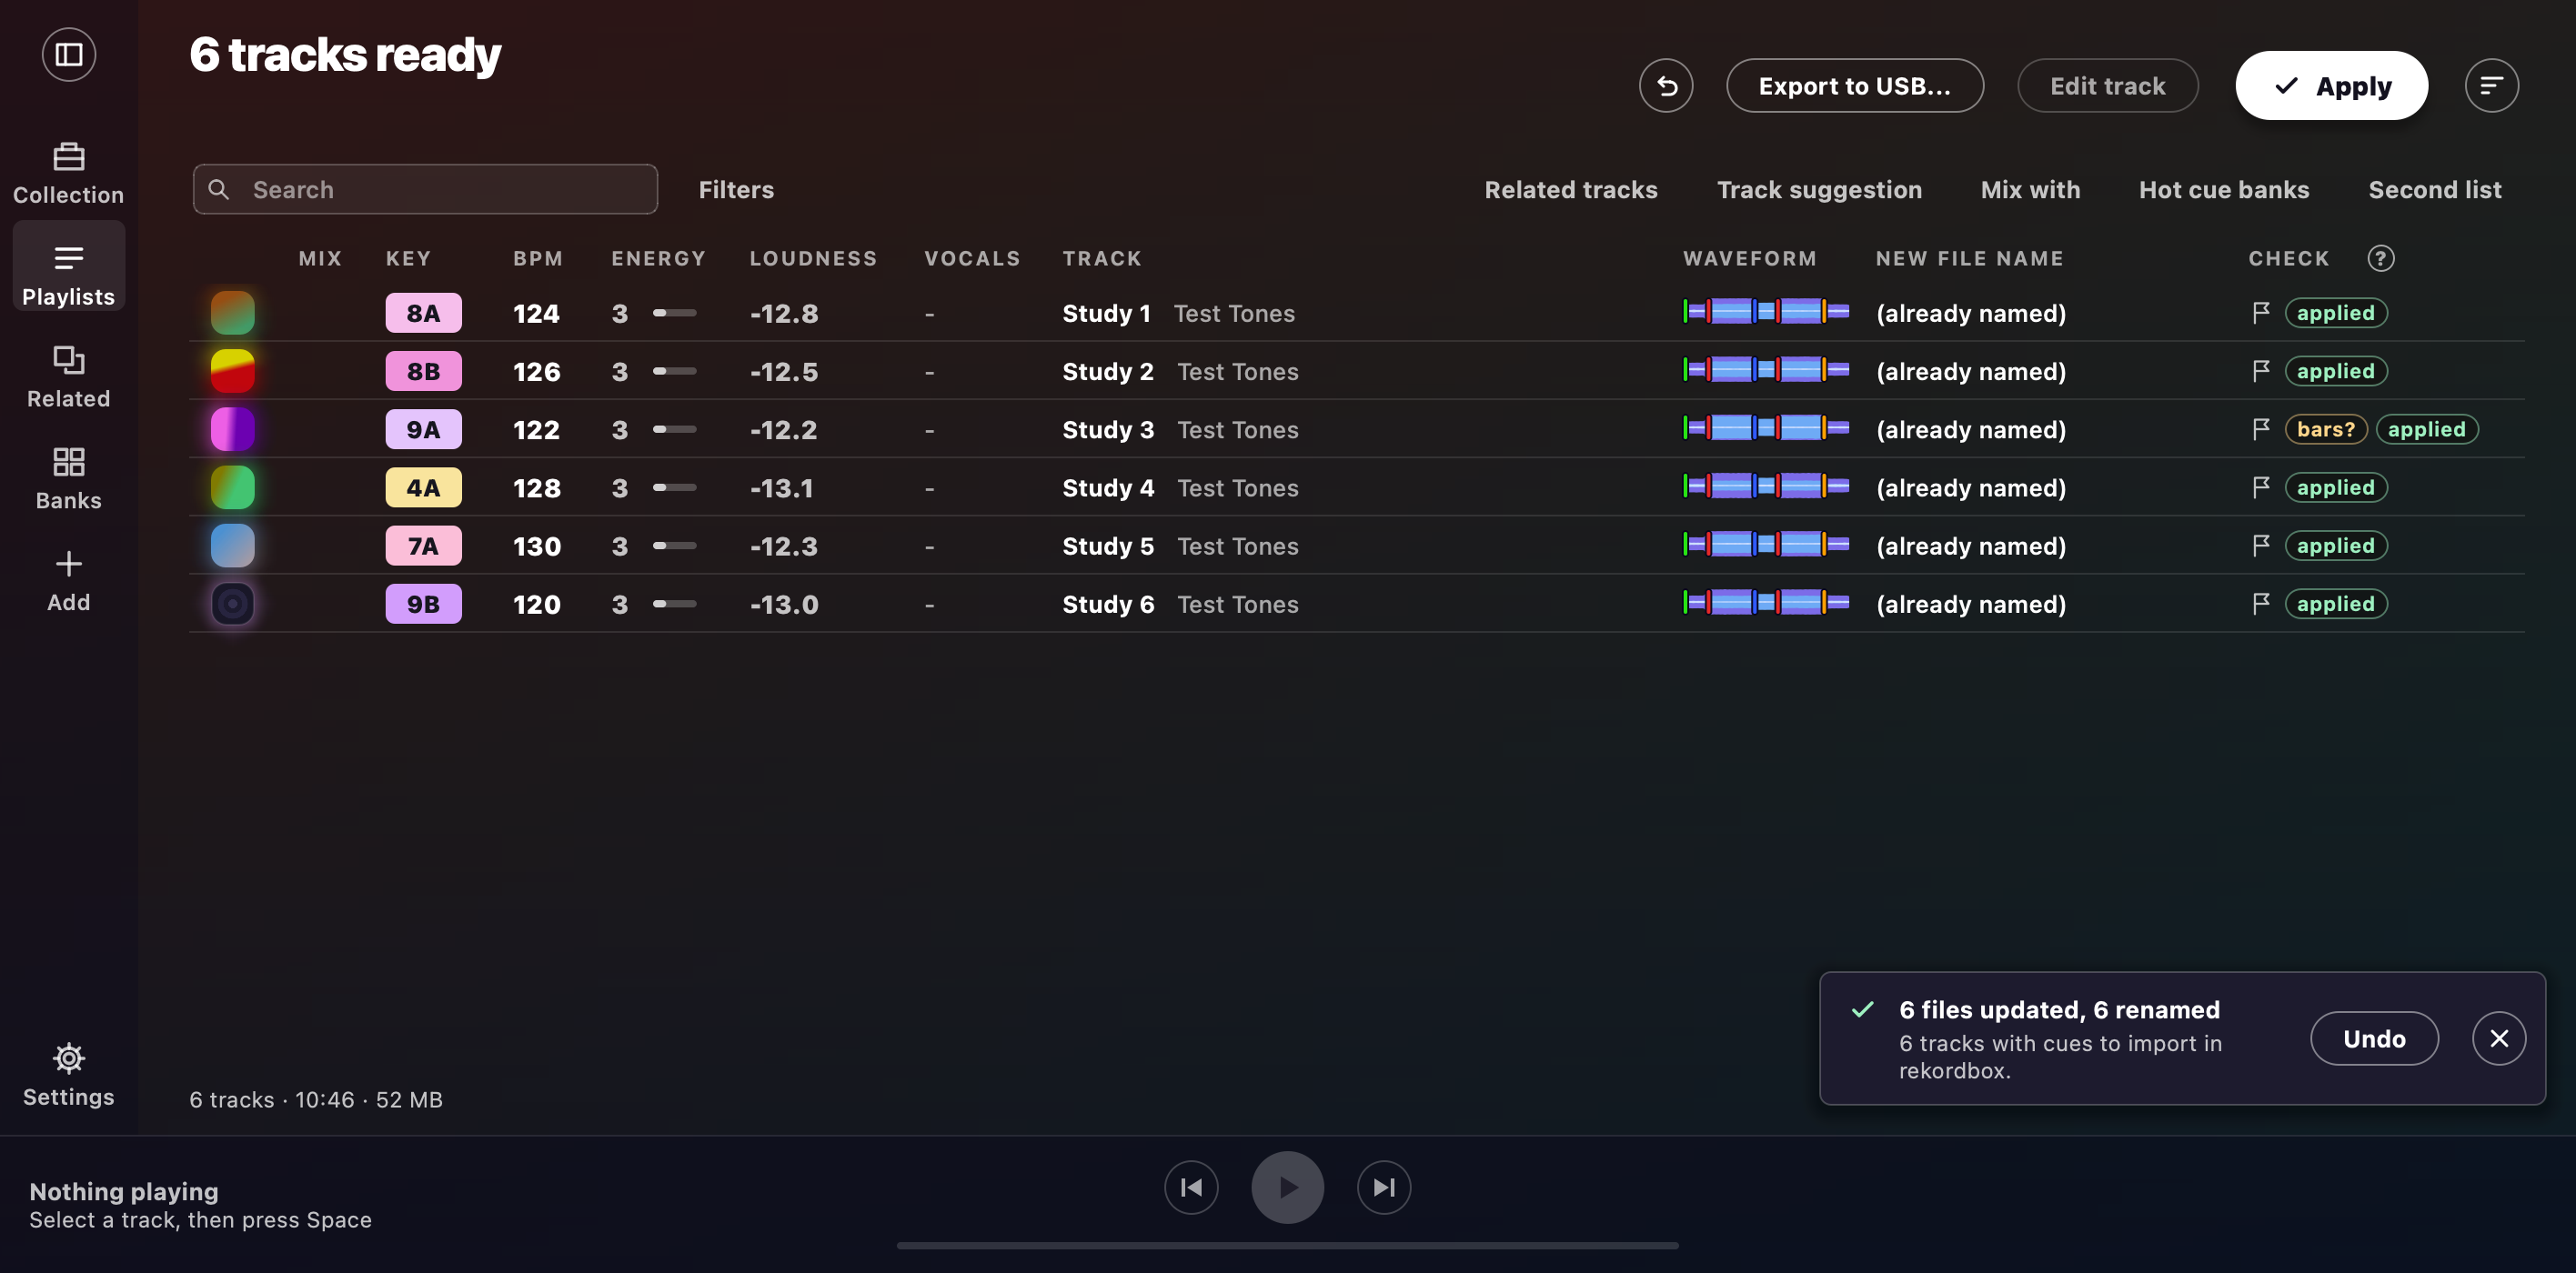 6 tracks ready
Export to USB...
Edit track
Apply
Collection
Playlists
Related
Banks
Add
Settings
Search
Filters
Related tracks
Track suggestion
Mix with
Hot cue banks
Second list
MIX KEY BPM ENERGY LOUDNESS VOCALS TRACK WAVEFORM NEW FILE NAME CHECK ?
8A 124 3 -12.8 - Study 1 Test Tones (already named) applied
8B 126 3 -12.5 - Study 2 Test Tones (already named) applied
9A 122 3 -12.2 - Study 3 Test Tones (already named) bars? applied
4A 128 3 -13.1 - Study 4 Test Tones (already named) applied
7A 130 3 -12.3 - Study 5 Test Tones (already named) applied
9B 120 3 -13.0 - Study 6 Test Tones (already named) applied
6 files updated, 6 renamed
6 tracks with cues to import in
rekordbox.
Undo
6 tracks · 10:46 · 52 MB
Nothing playing
Select a track, then press Space